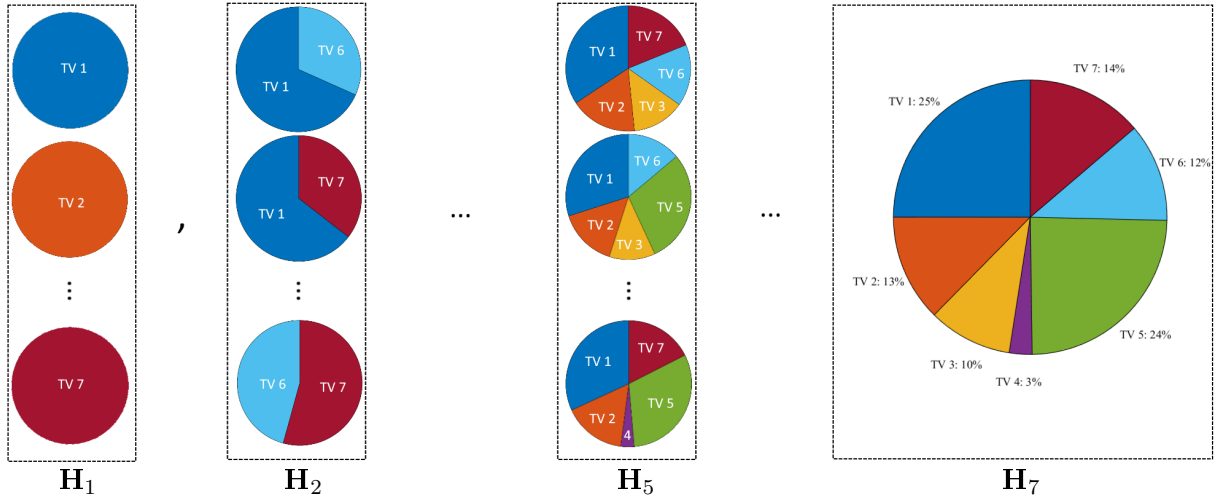 TV 1
TV 2
⋮
TV 7
H₁
,
TV 6
TV 1
TV 7
TV 1
⋮
TV 6
TV 7
H₂
...
TV 7
TV 1
TV 6
TV 2
TV 3
TV 6
TV 1
TV 5
TV 2
TV 3
⋮
TV 7
TV 1
TV 5
TV 2
4
H₅
...
TV 7: 14%
TV 1: 25%
TV 6: 12%
TV 2: 13%
TV 5: 24%
TV 3: 10%
TV 4: 3%
H₇